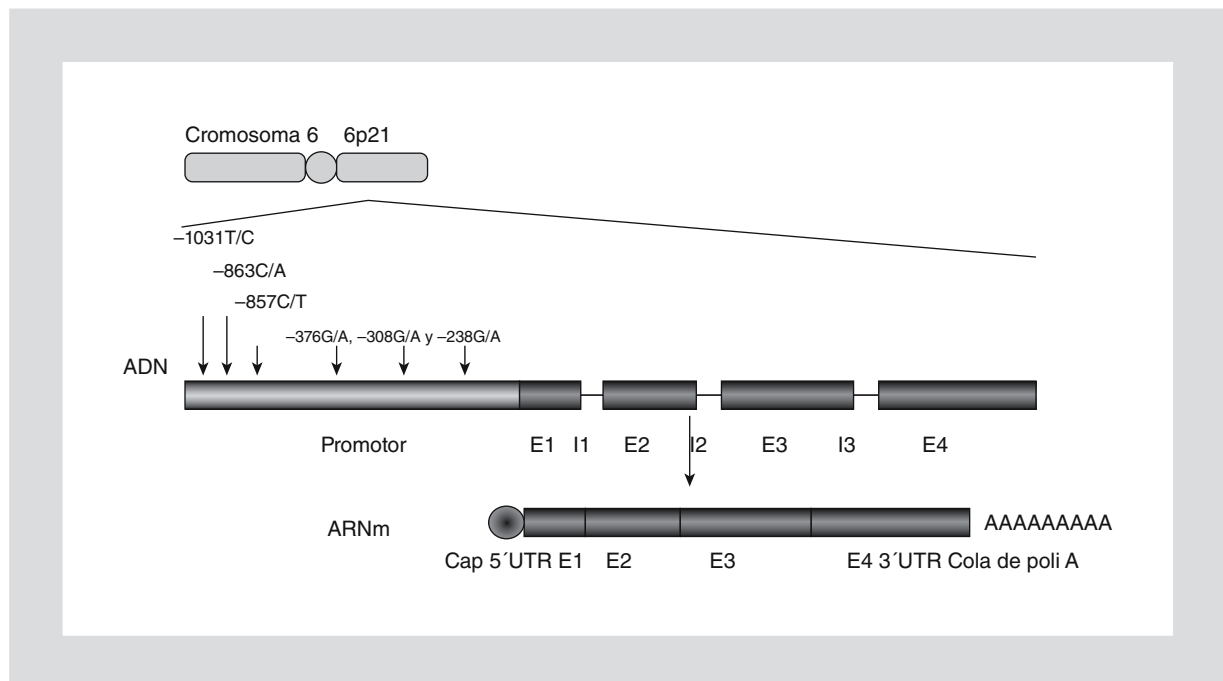 Cromosoma 6 6p21
–1031T/C
–863C/A
–857C/T
–376G/A, –308G/A y –238G/A
ADN
Promotor E1 I1 E2 I2 E3 I3 E4
ARNm
AAAAAAAAA
Cap 5´UTR E1 E2 E3 E4 3´UTR Cola de poli A